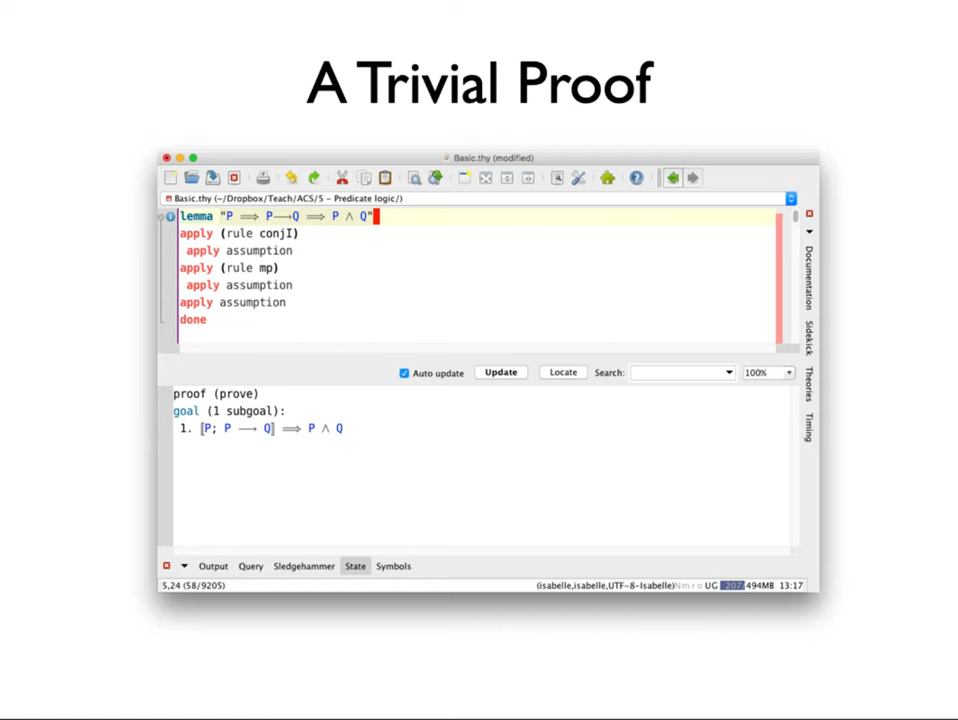 A Trivial Proof
Basic.thy (modified)
Basic.thy (~/Dropbox/Teach/ACS/5 - Predicate logic/)
lemma "P ⟹ P⟶Q ⟹ P ∧ Q"
apply (rule conjI)
apply assumption
apply (rule mp)
apply assumption
apply assumption
done
Documentation
Sidekick
Theories
Timing
Auto update Update Locate Search: 100%
proof (prove)
goal (1 subgoal):
1. ⟦P; P ⟶ Q⟧ ⟹ P ∧ Q
Output Query Sledgehammer State Symbols
5,24 (58/9205) (isabelle,isabelle,UTF-8-Isabelle)Nmro UG 207/494MB 13:17